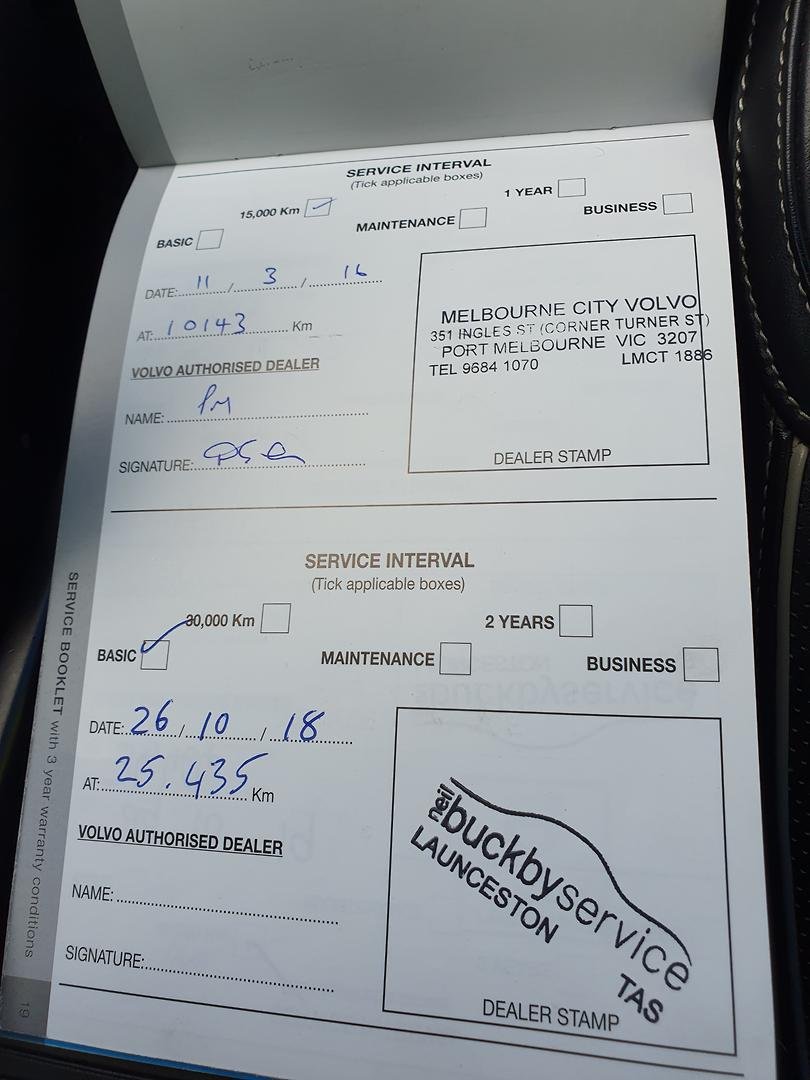 SERVICE INTERVAL
(Tick applicable boxes)
15,000 Km
1 YEAR
BASIC
MAINTENANCE
BUSINESS
DATE: 11 / 3 / 16
AT: 10143 Km
VOLVO AUTHORISED DEALER
NAME:
SIGNATURE:
MELBOURNE CITY VOLVO
351 INGLES ST (CORNER TURNER ST)
PORT MELBOURNE VIC 3207
TEL 9684 1070 LMCT 1886
DEALER STAMP
SERVICE INTERVAL
(Tick applicable boxes)
30,000 Km
2 YEARS
BASIC
MAINTENANCE
BUSINESS
DATE: 26 / 10 / 18
AT: 25.435 Km
VOLVO AUTHORISED DEALER
NAME:
SIGNATURE:
neil buckbyservice
LAUNCESTON TAS
DEALER STAMP
SERVICE BOOKLET with 3 year warranty conditions
19